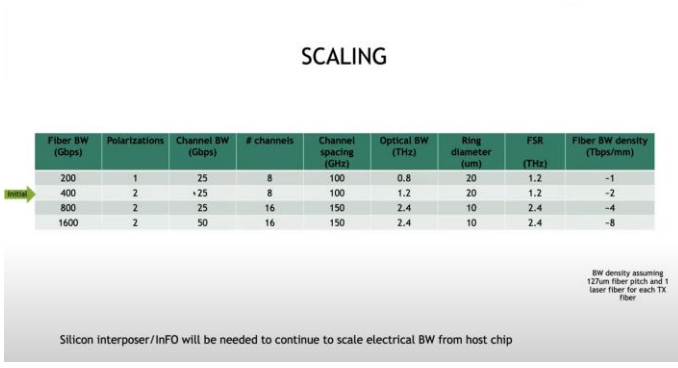 SCALING
Fiber BW (Gbps) Polarizations Channel BW (Gbps) # channels Channel spacing (GHz) Optical BW (THz) Ring diameter (um) FSR (THz) Fiber BW density (Tbps/mm)
200 1 25 8 100 0.8 20 1.2 ~1
Initial 400 2 25 8 100 1.2 20 1.2 ~2
800 2 25 16 150 2.4 10 2.4 ~4
1600 2 50 16 150 2.4 10 2.4 ~8
BW density assuming
127um fiber pitch and 1
laser fiber for each TX
fiber
Silicon interposer/InFO will be needed to continue to scale electrical BW from host chip